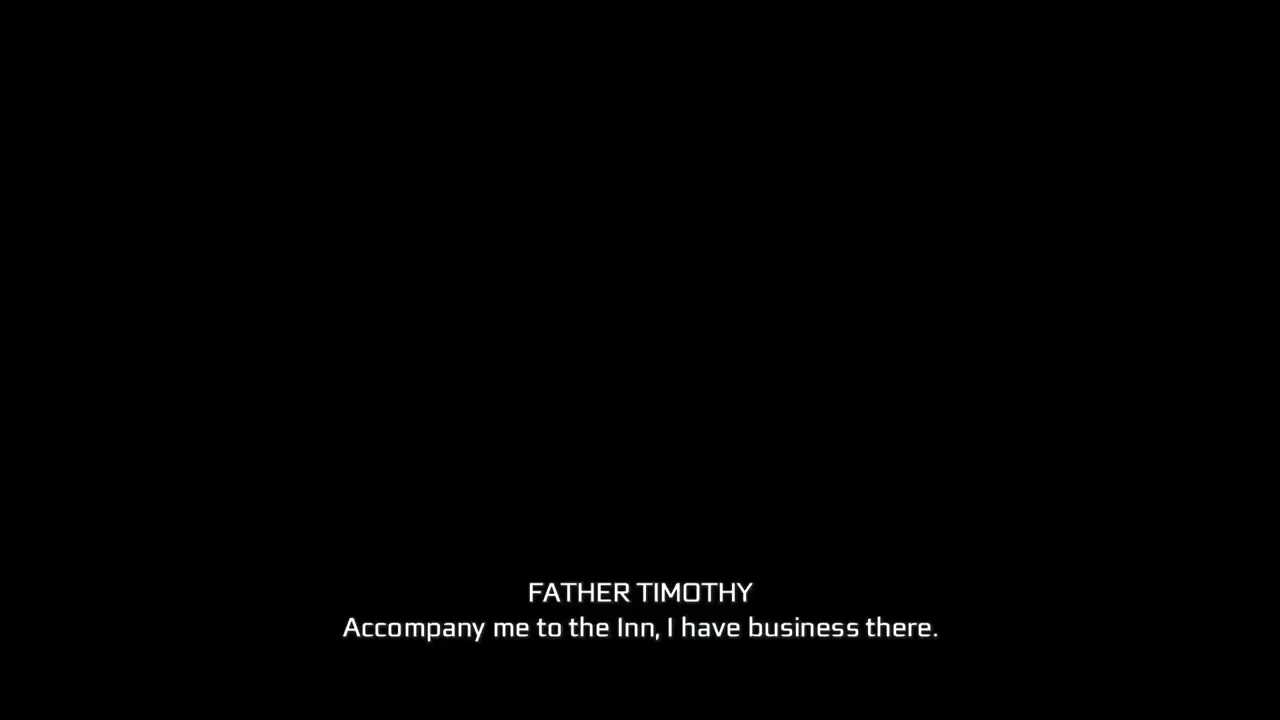 FATHER TIMOTHY
Accompany me to the Inn, I have business there.